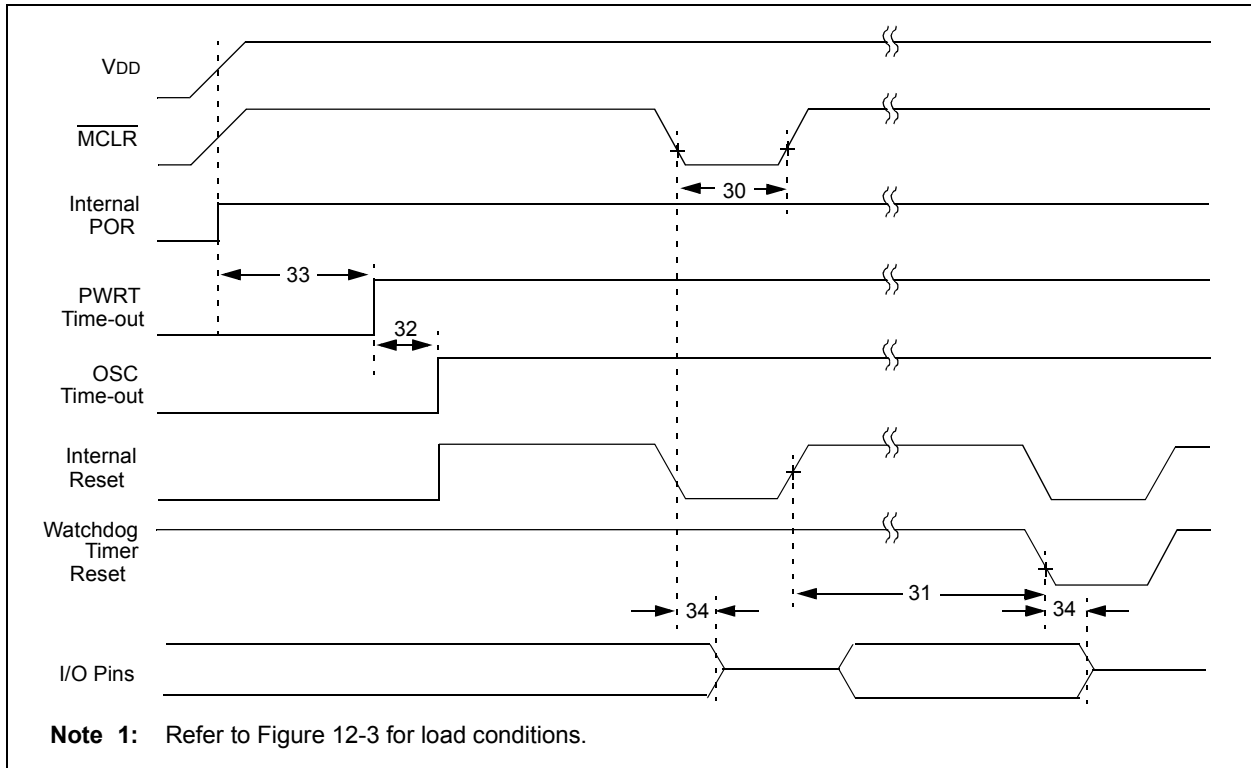 VDD
MCLR
30
Internal
POR
33
PWRT
Time-out
32
OSC
Time-out
Internal
Reset
Watchdog
Timer
Reset
31
34
34
I/O Pins
Note 1: Refer to Figure 12-3 for load conditions.